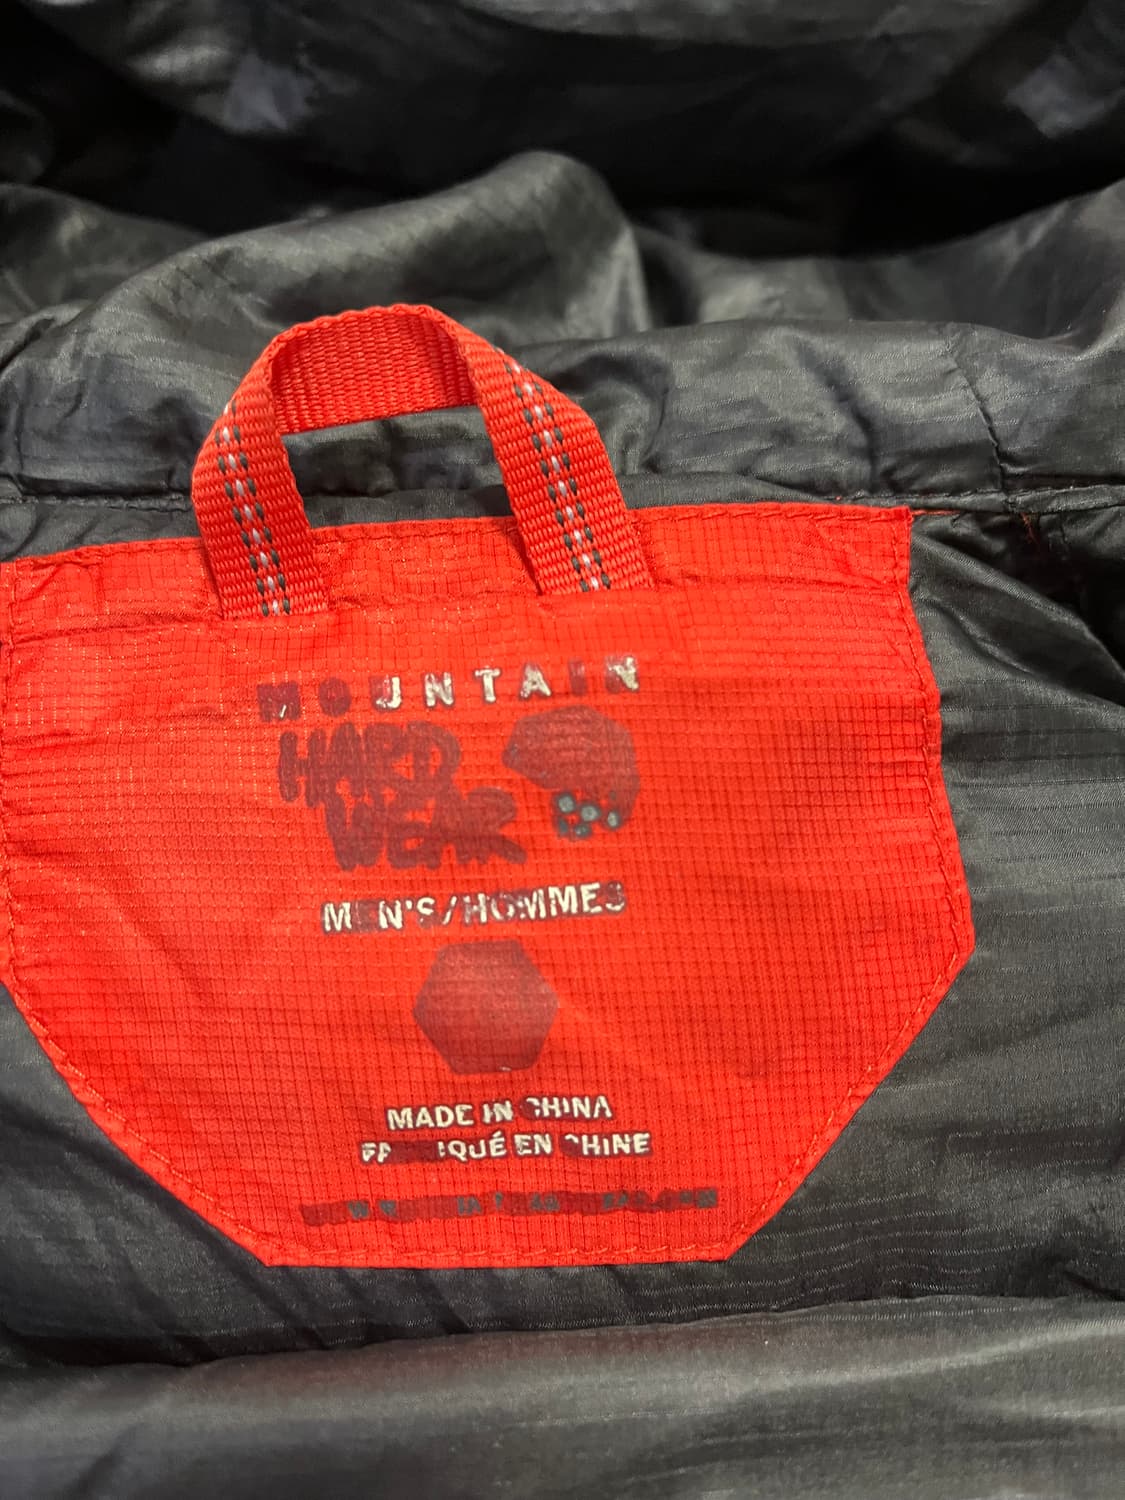 MOUNTAIN
HARD
WEAR
MEN'S/HOMMES
MADE IN CHINA
FABRIQUÉ EN CHINE